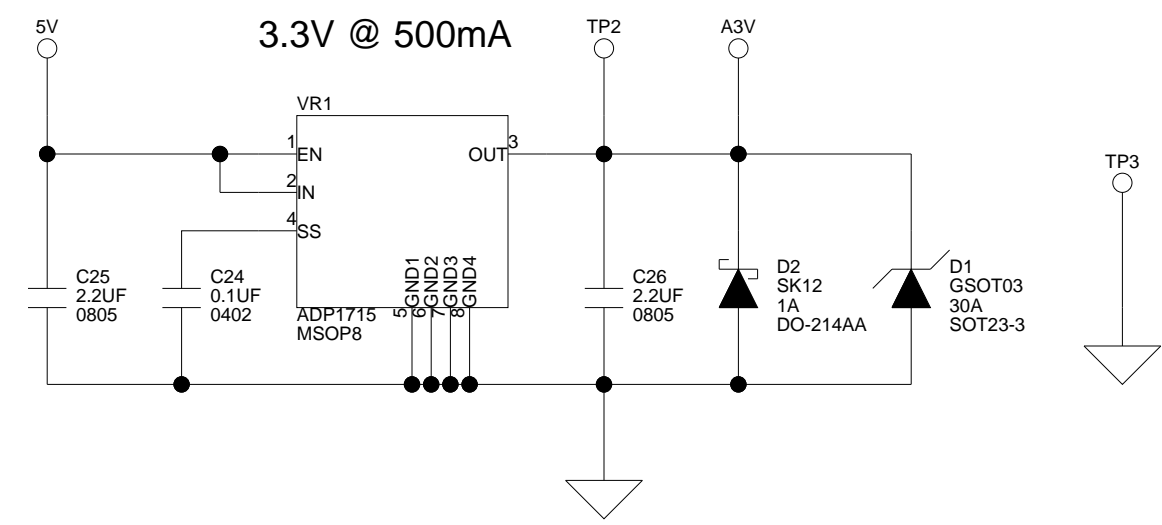 5V
3.3V @ 500mA
TP2
A3V
VR1
1
EN
2
IN
4
SS
OUT
3
GND1
GND2
GND3
GND4
5
6
7
8
ADP1715
MSOP8
C25
2.2UF
0805
C24
0.1UF
0402
C26
2.2UF
0805
D2
SK12
1A
DO-214AA
D1
GSOT03
30A
SOT23-3
TP3